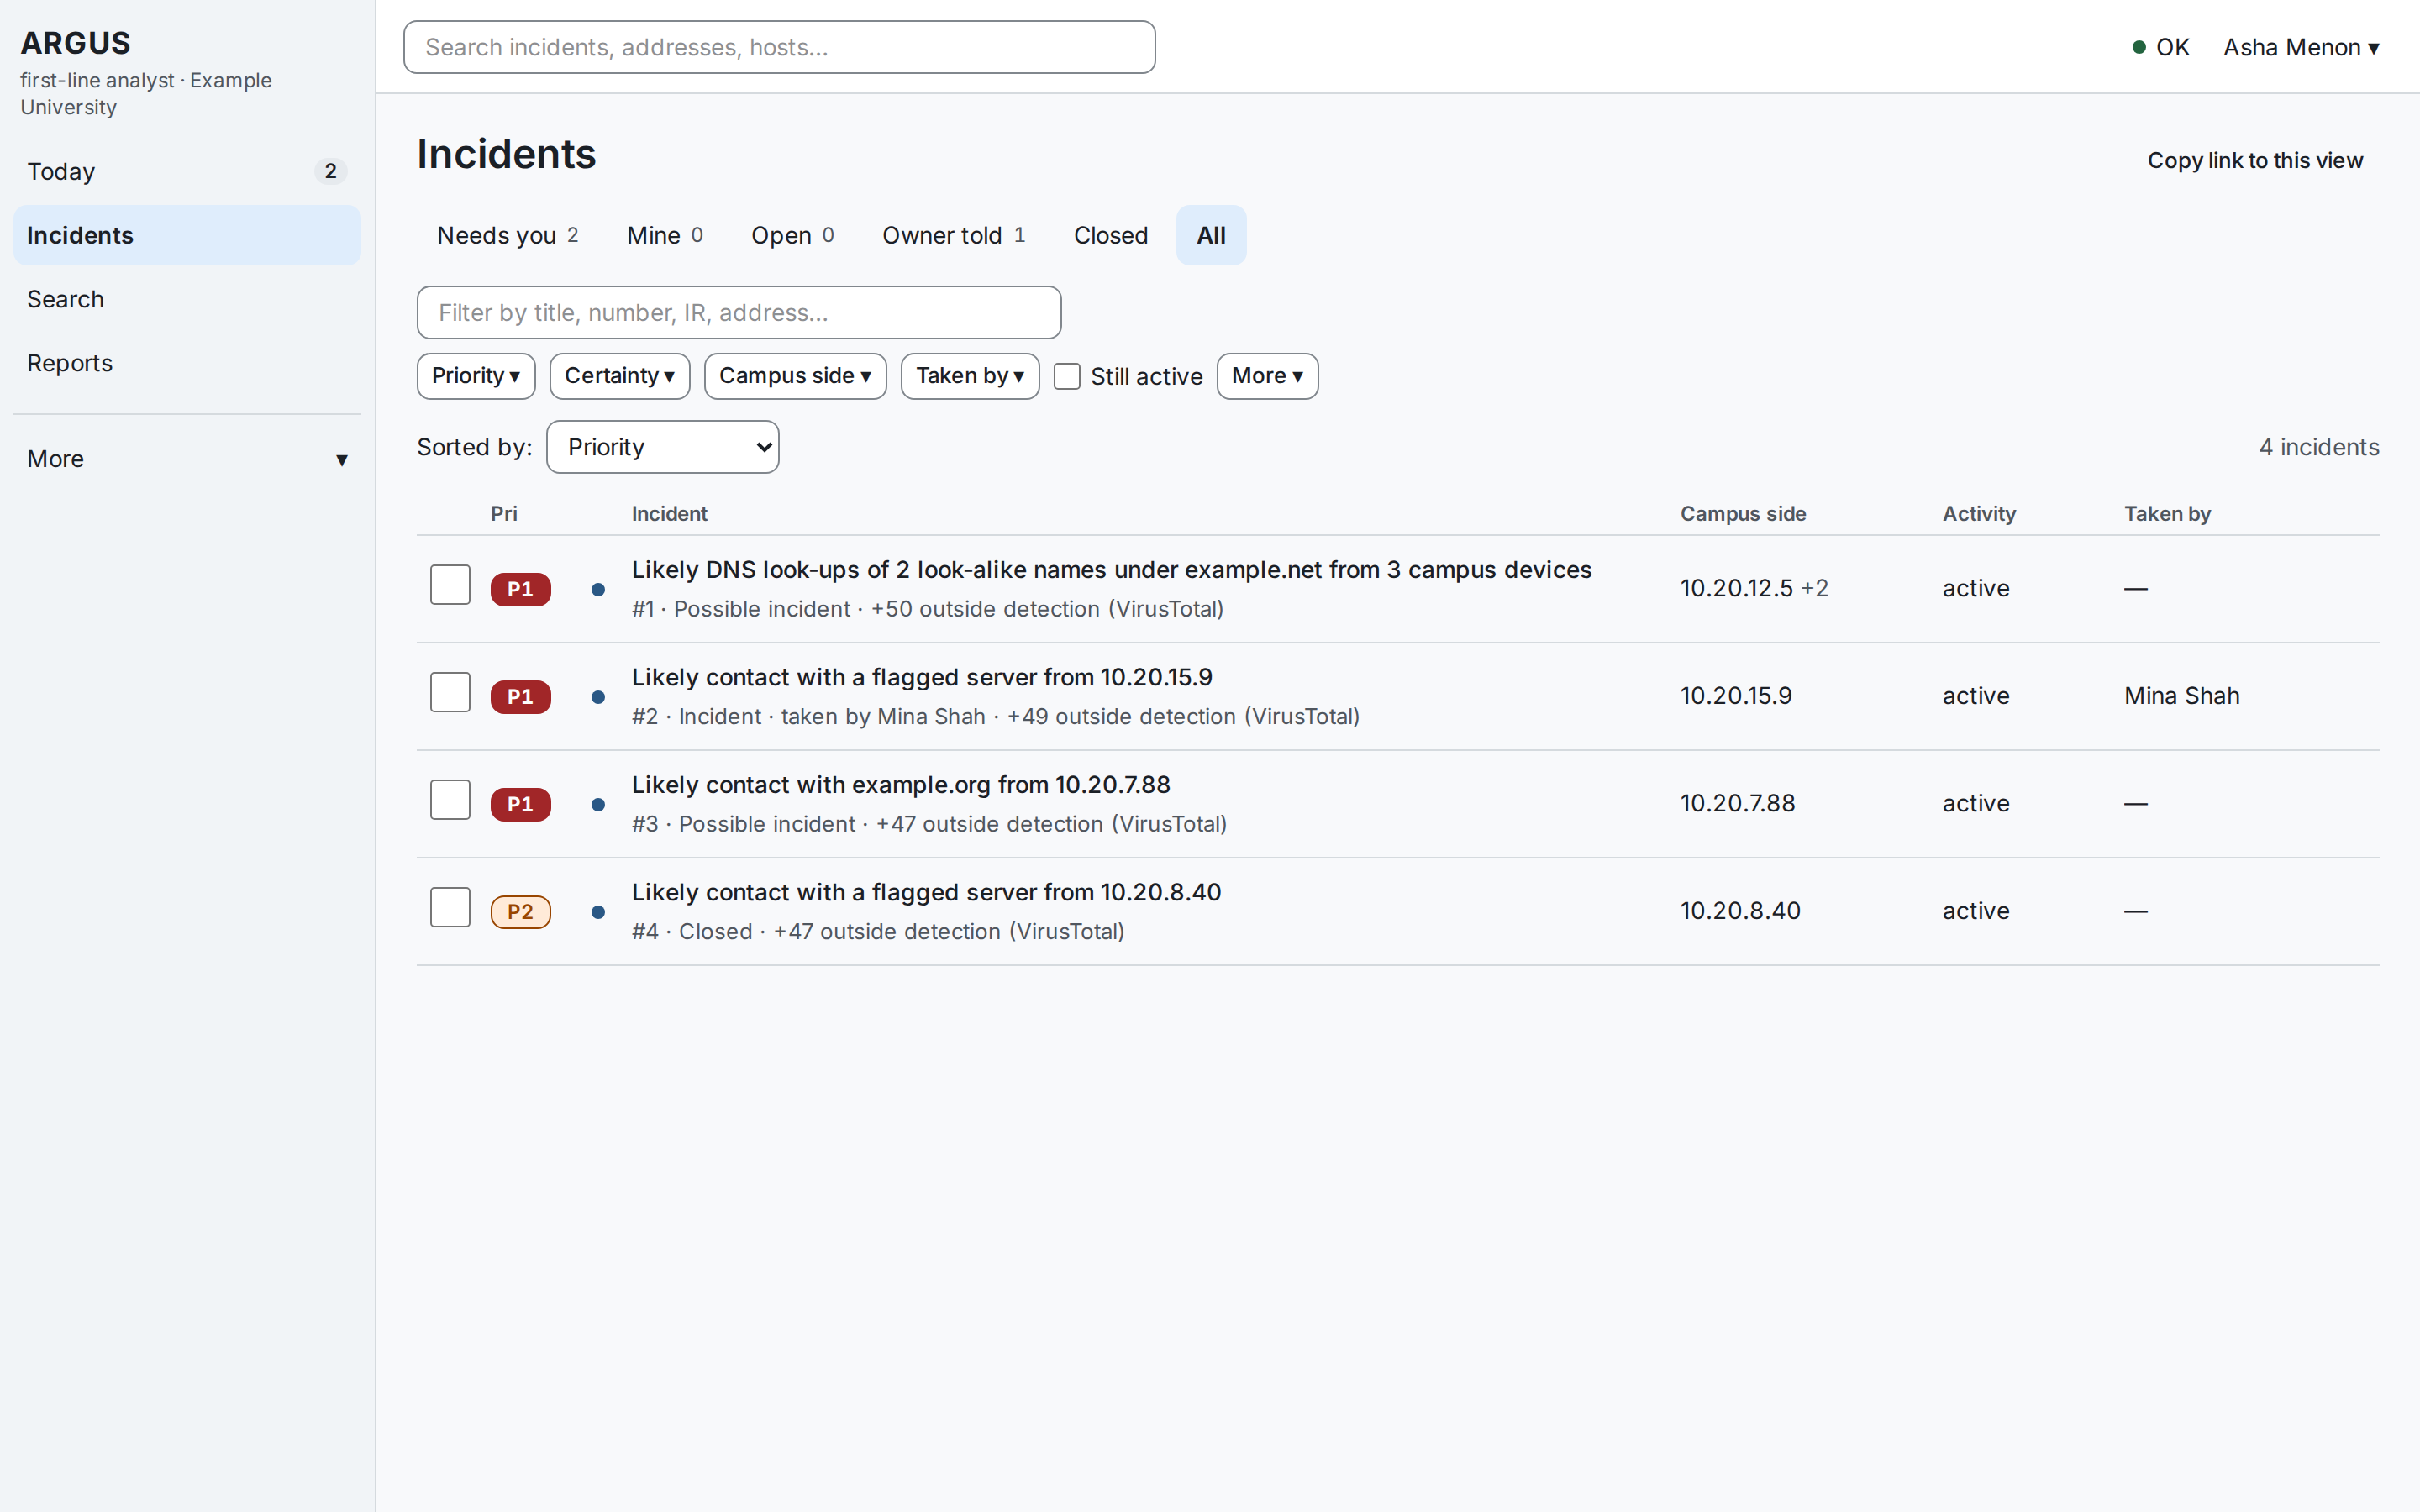 ARGUS
first-line analyst · Example
University
Today 2
Incidents
Search
Reports
More ▾
Search incidents, addresses, hosts...
OK Asha Menon ▾
Incidents
Copy link to this view
Needs you 2 Mine 0 Open 0 Owner told 1 Closed All
Filter by title, number, IR, address...
Priority ▾ Certainty ▾ Campus side ▾ Taken by ▾ Still active More ▾
Sorted by: Priority 4 incidents
Pri Incident Campus side Activity Taken by
P1 Likely DNS look-ups of 2 look-alike names under example.net from 3 campus devices 10.20.12.5 +2 active —
#1 · Possible incident · +50 outside detection (VirusTotal)
P1 Likely contact with a flagged server from 10.20.15.9 10.20.15.9 active Mina Shah
#2 · Incident · taken by Mina Shah · +49 outside detection (VirusTotal)
P1 Likely contact with example.org from 10.20.7.88 10.20.7.88 active —
#3 · Possible incident · +47 outside detection (VirusTotal)
P2 Likely contact with a flagged server from 10.20.8.40 10.20.8.40 active —
#4 · Closed · +47 outside detection (VirusTotal)